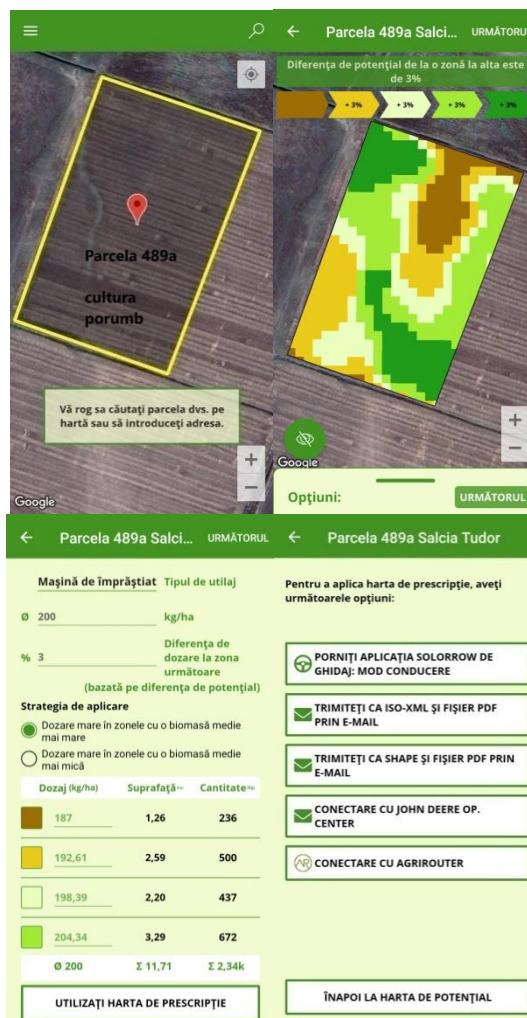 Parcela 489a
cultura
porumb
Vă rog sa căutați parcela dvs. pe
hartă sau să introduceți adresa.
+
−
Google
Parcela 489a Salci...
URMĂTORU
Diferența de potențial de la o zonă la alta este
de 3%
+ 3%
+ 3%
+ 3%
+ 3%
+
−
Google
Opțiuni:
URMĂTORUL
Parcela 489a Salci...
URMĂTORUL
Mașină de împrăștiat
Tipul de utilaj
Ø 200
kg/ha
% 3
Diferența de
dozare la zona
următoare
(bazată pe diferența de potențial)
Strategia de aplicare
Dozare mare în zonele cu o biomasă medie
mai mare
Dozare mare în zonele cu o biomasă medie
mai mică
Dozaj (kg/ha) Suprafață Cantitate
187 1,26 236
192,61 2,59 500
198,39 2,20 437
204,34 3,29 672
Ø 200 Σ 11,71 Σ 2,34k
UTILIZAȚI HARTA DE PRESCRIPȚIE
Parcela 489a Salcia Tudor
Pentru a aplica harta de prescripție, aveți
următoarele opțiuni:
PORNIȚI APLICAȚIA SOLORROW DE
GHIDAJ: MOD CONDUCERE
TRIMITEȚI CA ISO-XML ȘI FIȘIER PDF
PRIN E-MAIL
TRIMITEȚI CA SHAPE ȘI FIȘIER PDF PRIN
E-MAIL
CONECTARE CU JOHN DEERE OP.
CENTER
CONECTARE CU AGRIROUTER
ÎNAPOI LA HARTA DE POTENȚIAL